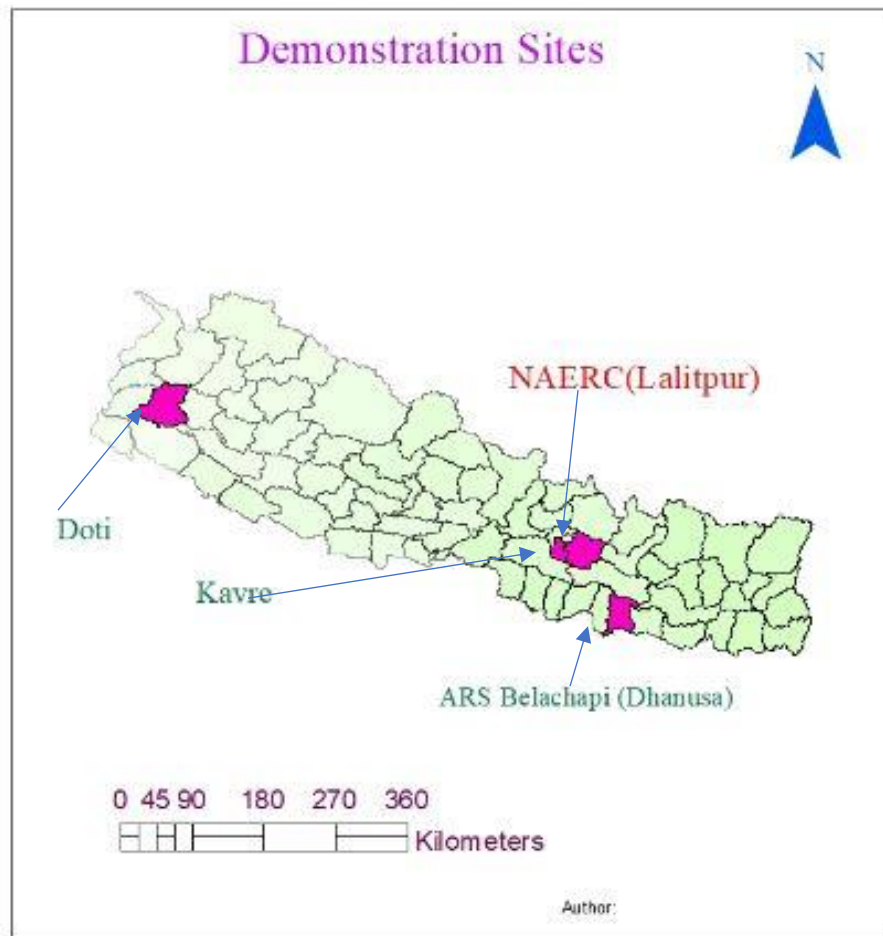 Demonstration Sites
N
NAERC(Lalitpur)
Doti
Kavre
ARS Belachapi (Dhanusa)
0 45 90 180 270 360
Kilometers
Author: